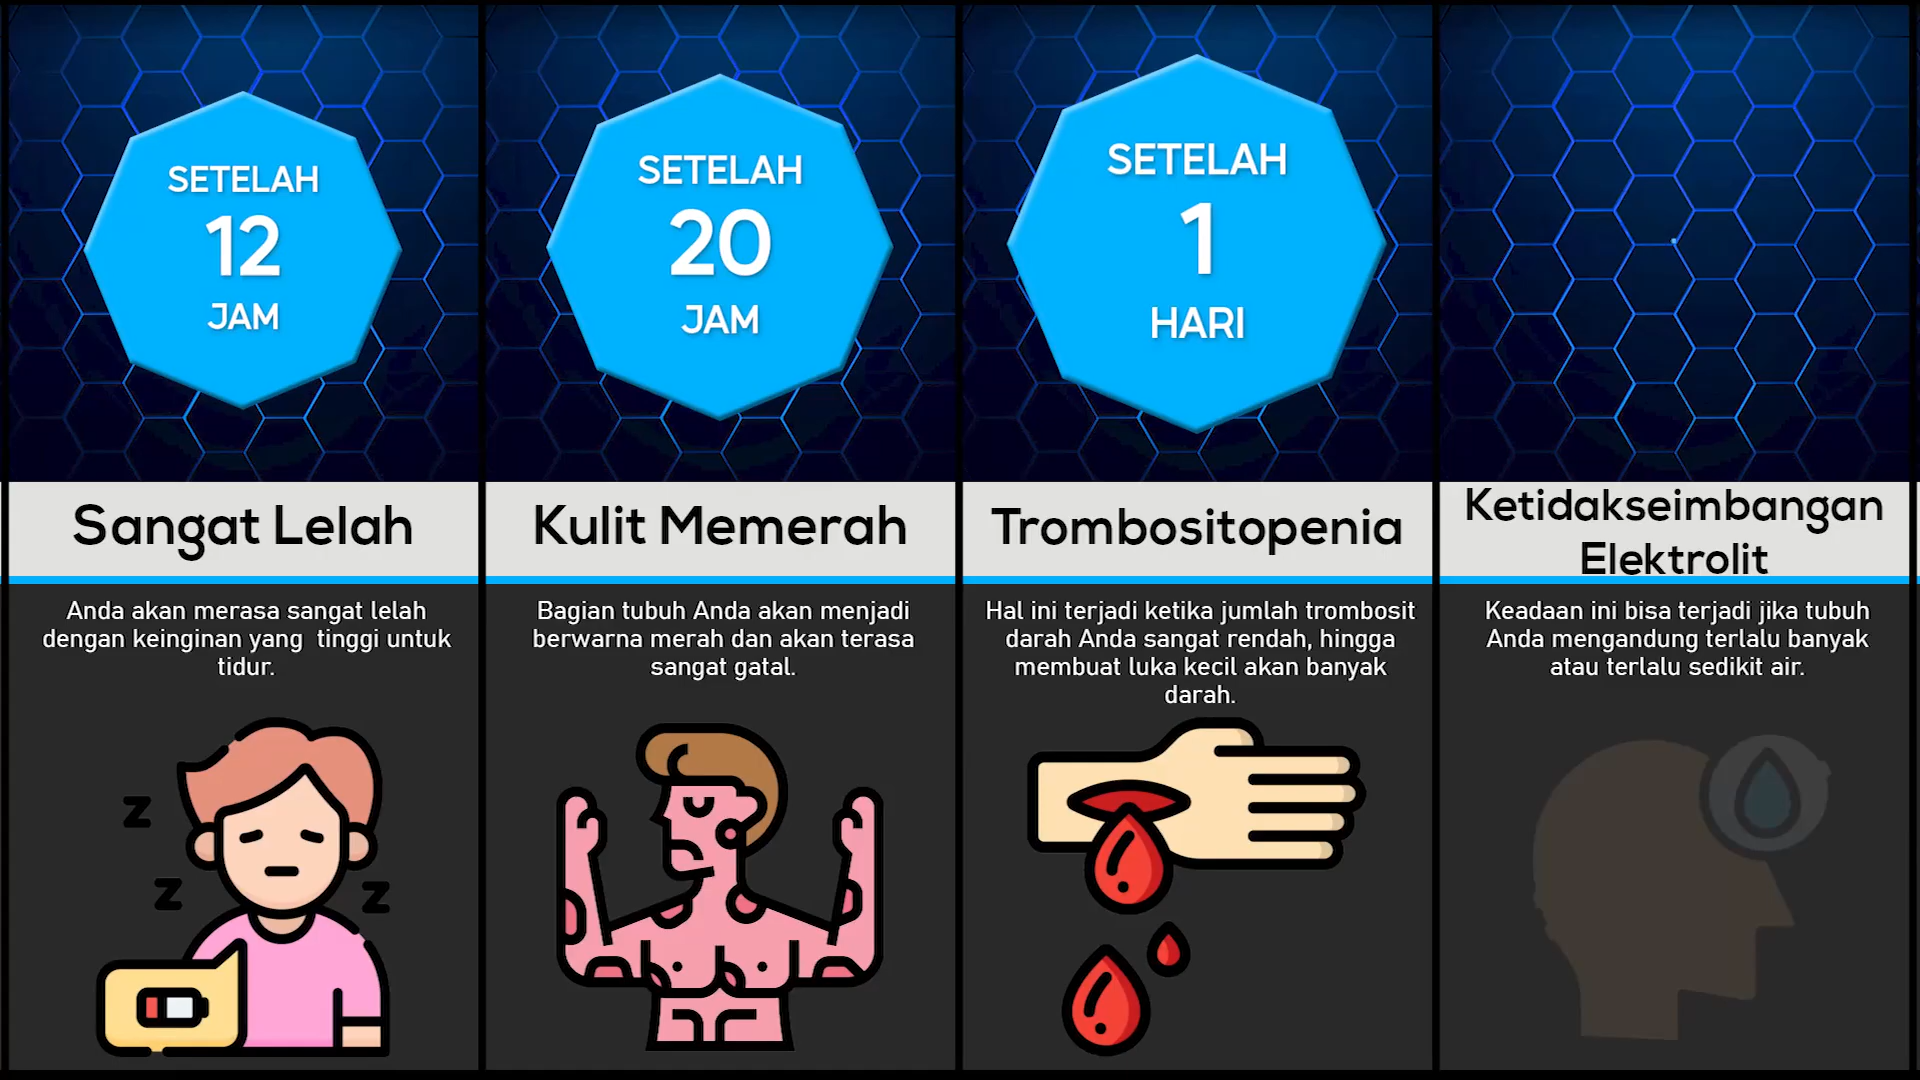 SETELAH
12
JAM
Sangat Lelah
Anda akan merasa sangat lelah
dengan keinginan yang  tinggi untuk
tidur.
z
z
z
SETELAH
20
JAM
Kulit Memerah
Bagian tubuh Anda akan menjadi
berwarna merah dan akan terasa
sangat gatal.
SETELAH
1
HARI
Trombositopenia
Hal ini terjadi ketika jumlah trombosit
darah Anda sangat rendah, hingga
membuat luka kecil akan banyak
darah.
Ketidakseimbangan
Elektrolit
Keadaan ini bisa terjadi jika tubuh
Anda mengandung terlalu banyak
atau terlalu sedikit air.